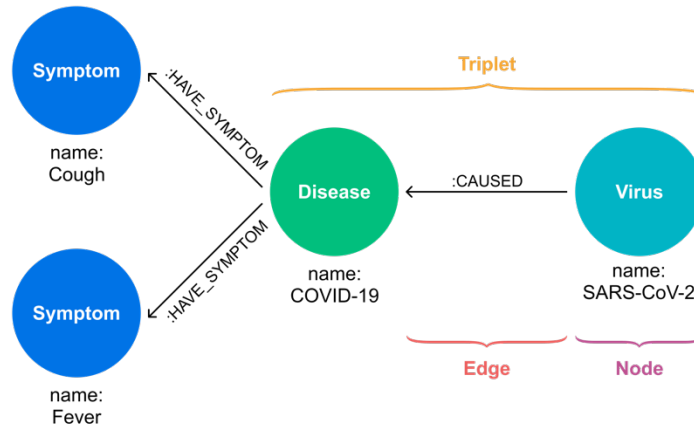 Symptom
name:
Cough
:HAVE_SYMPTOM
Triplet
Disease
name:
COVID-19
:CAUSED
Virus
name:
SARS-CoV-2
:HAVE_SYMPTOM
Symptom
name:
Fever
Edge
Node